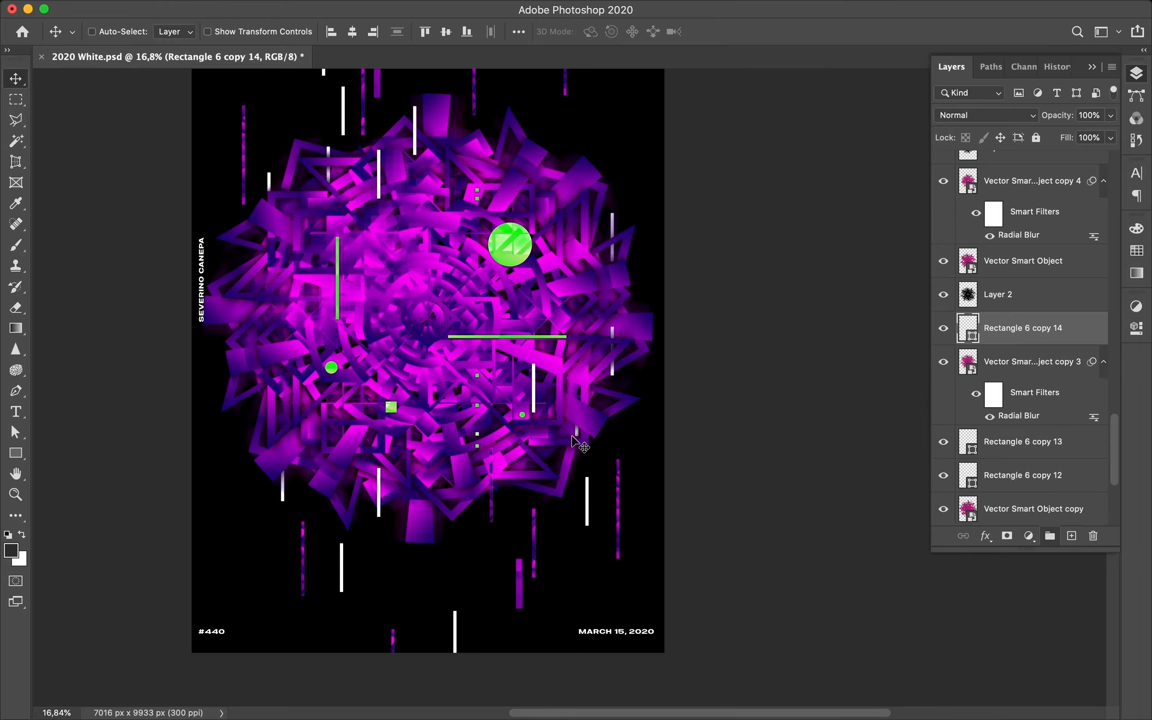 Adobe Photoshop 2020
Auto-Select:
Layer
Show Transform Controls
3D Mode:
2020 White.psd @ 16,8% (Rectangle 6 copy 14, RGB/8) *
SEVERINO CANEPA
#440
MARCH 15, 2020
Layers
Paths
Chann
Histor
Kind
Normal
Opacity: 100%
Lock:
Fill: 100%
Vector Smar...ject copy 4
Smart Filters
Radial Blur
Vector Smart Object
Layer 2
Rectangle 6 copy 14
Vector Smar...ject copy 3
Smart Filters
Radial Blur
Rectangle 6 copy 13
Rectangle 6 copy 12
Vector Smart Object copy
16,84%
7016 px x 9933 px (300 ppi)